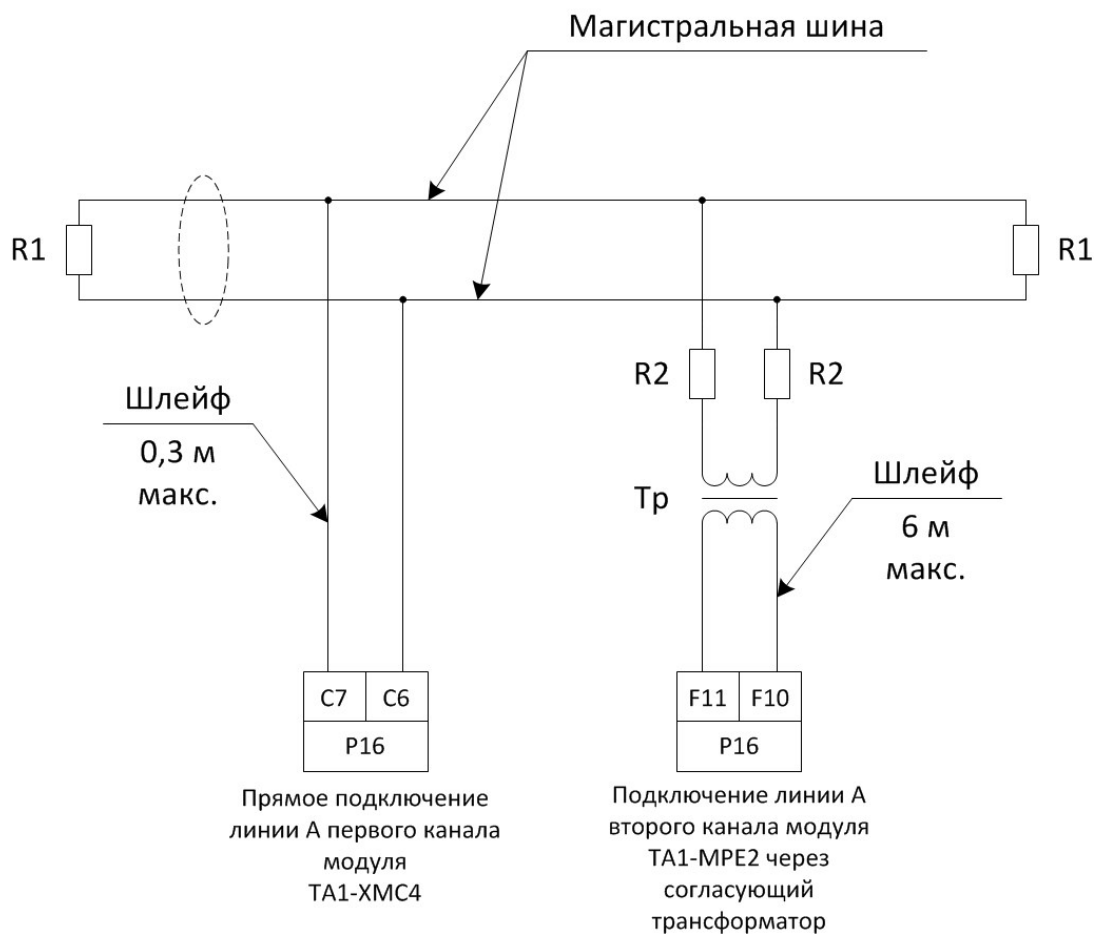 Магистральная шина
R1
R1
R2
R2
Шлейф
0,3 м
макс.
Тр
Шлейф
6 м
макс.
C7
C6
P16
F11
F10
P16
Прямое подключение
линии А первого канала
модуля
TA1-XMC4
Подключение линии А
второго канала модуля
TA1-MPE2 через
согласующий
трансформатор